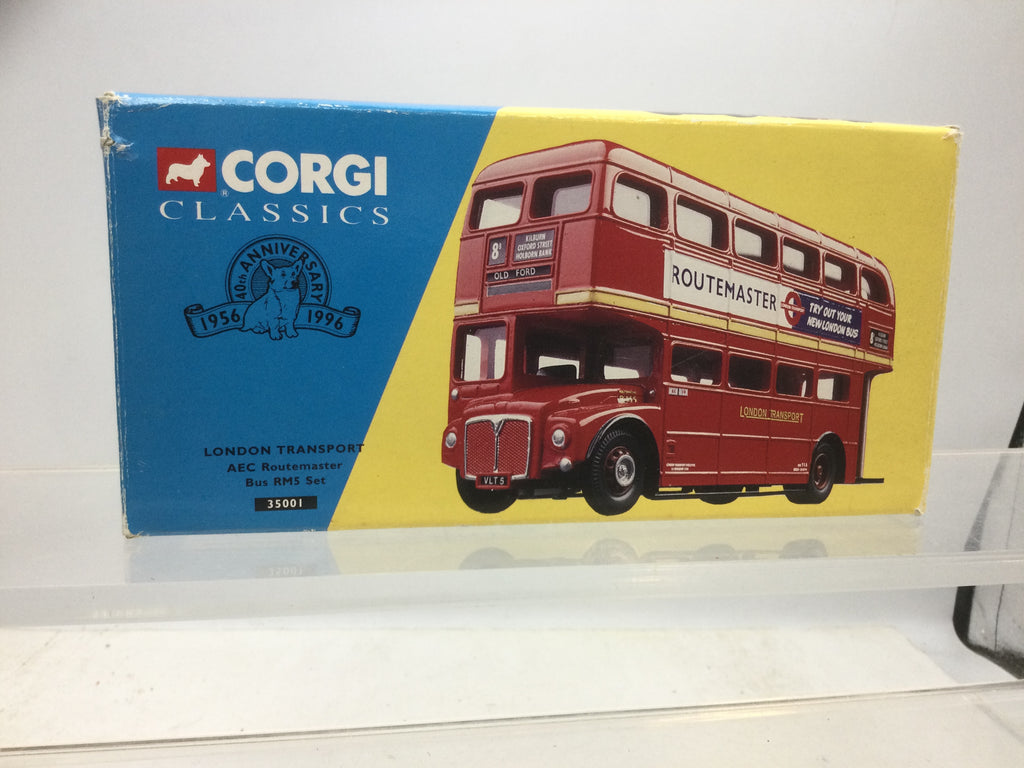 CORGI
®
CLASSICS
40th ANNIVERSARY
1956 1996
LONDON TRANSPORT
AEC Routemaster
Bus RM5 Set
35001
8B
KILBURN
OXFORD STREET
HOLBORN BANK
OLD FORD
ROUTEMASTER
TRY OUT YOUR
NEW LONDON BUS
LONDON TRANSPORT
VLT 5